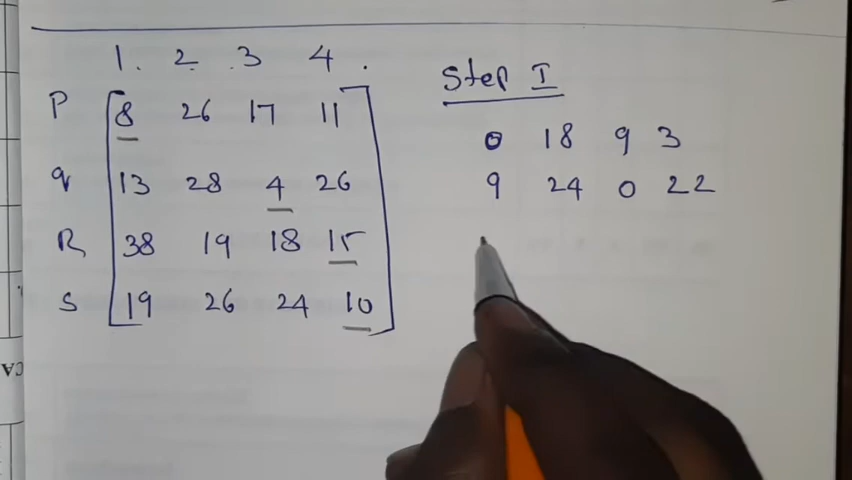 1. 2. .3 4 .
Step I
P 8 26 17 11
0 18 9 3
q 13 28 4 26
9 24 0 22
R 38 19 18 15
S 19 26 24 10
CA